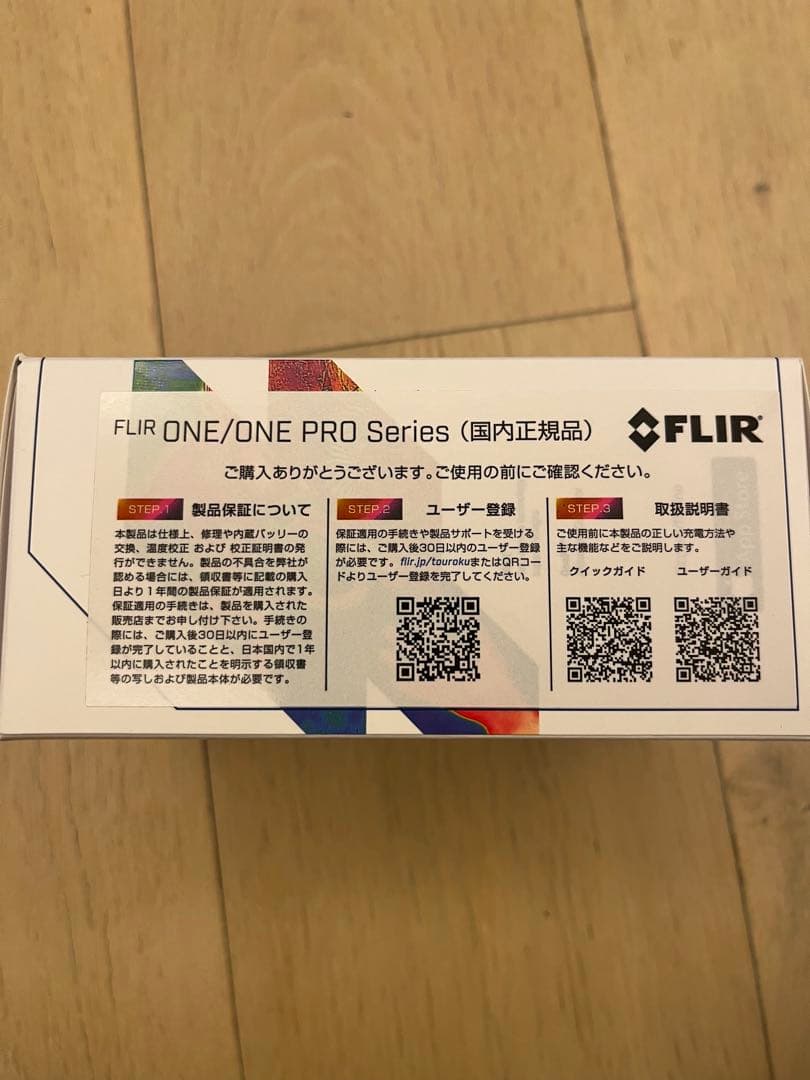 FLIR ONE/ONE PRO Series（国内正規品）
FLIR
ご購入ありがとうございます。ご使用の前にご確認ください。
STEP.1 製品保証について
本製品は仕様上、修理や内蔵バッリーの
交換、温度校正 および 校正証明書の発
行ができません。製品の不具合を弊社が
認める場合には、領収書等に記載の購入
日より１年間の製品保証が適用されます。
保証適用の手続きは、製品を購入された
販売店までお申し付け下さい。手続きの
際には、ご購入後30日以内にユーザー登
録が完了していることと、日本国内で1年
以内に購入されたことを明示する領収書
等の写しおよび製品本体が必要です。
STEP.2 ユーザー登録
保証適用の手続きや製品サポートを受ける
際には、ご購入後30日以内のユーザー登録
が必要です。flir.jp/tourokuまたはQRコー
ドよりユーザー登録を完了してください。
STEP.3 取扱説明書
ご使用前に本製品の正しい充電方法や
主な機能などをご説明します。
クイックガイド ユーザーガイド